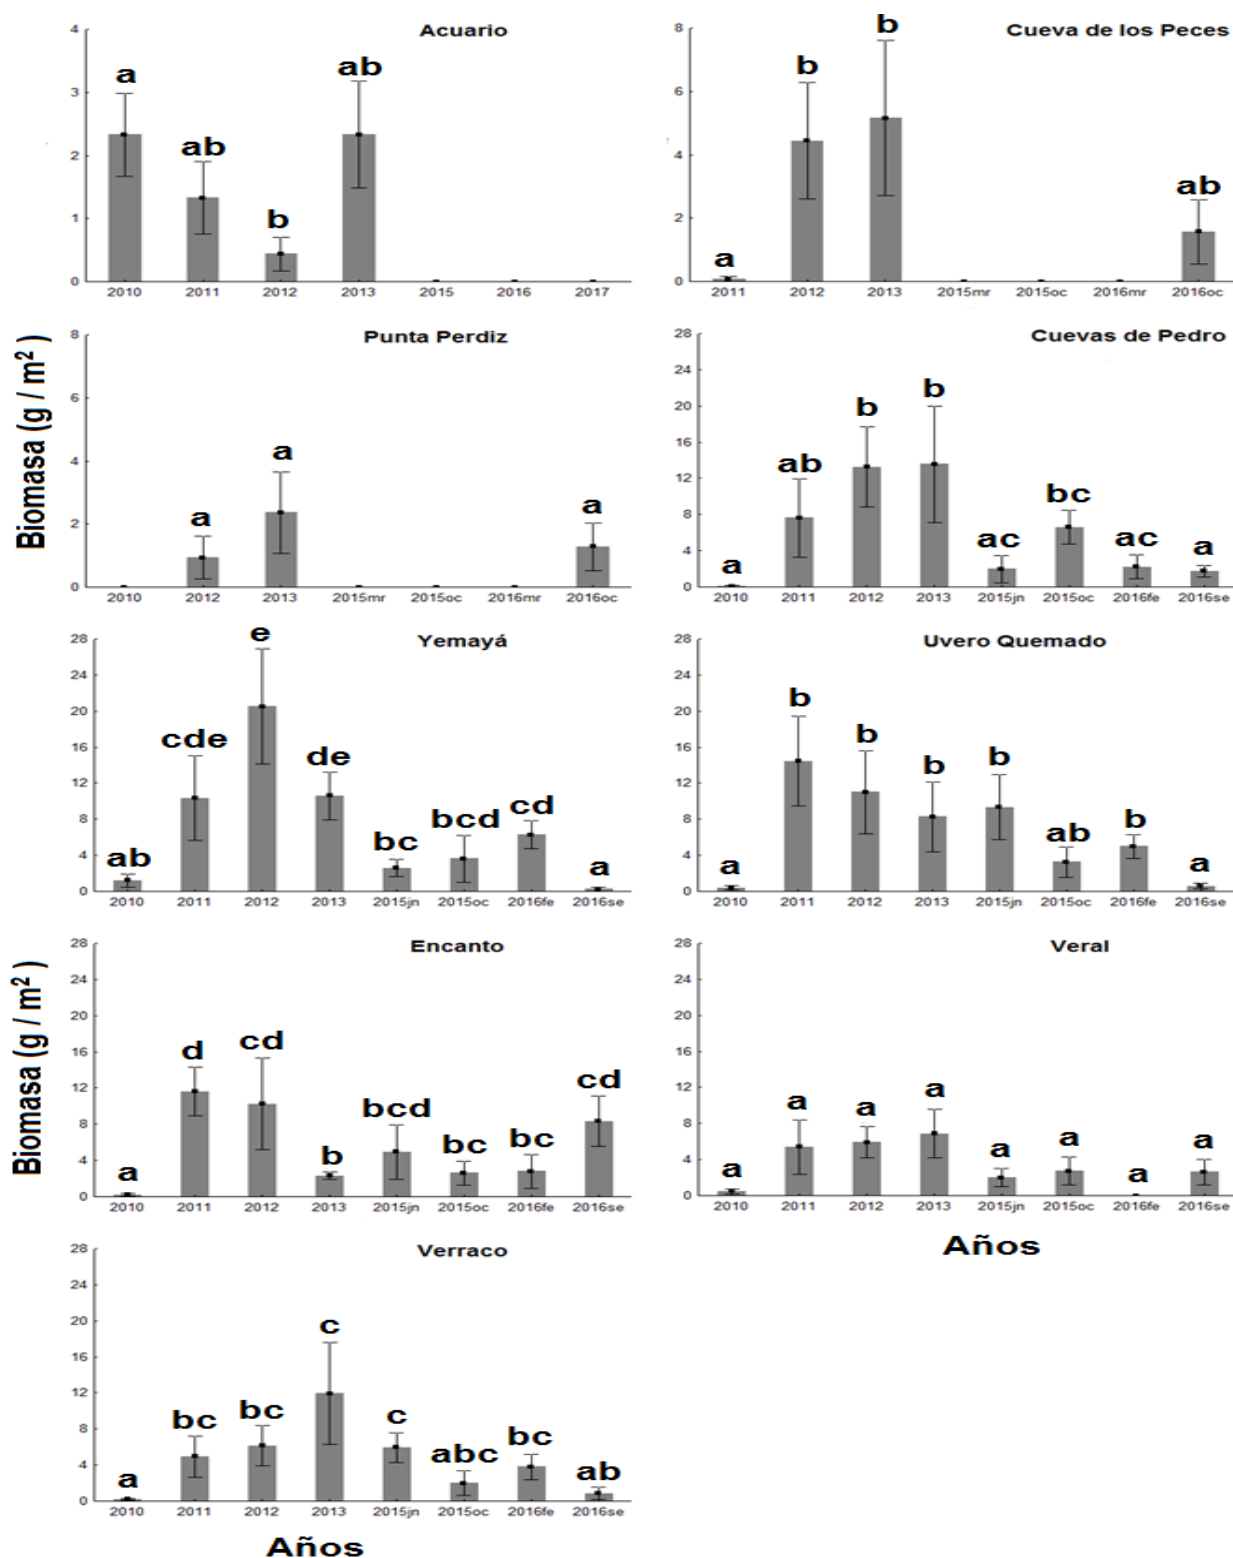 Acuario
4
3
2
1
0
a
ab
b
ab
2010 2011 2012 2013 2015 2016 2017
Cueva de los Peces
8
6
4
2
0
a
b
b
ab
2011 2012 2013 2015mr 2015oc 2016mr 2016oc
Biomasa (g / m²)
Punta Perdiz
8
6
4
2
0
a
a
a
2010 2012 2013 2015mr 2015oc 2016mr 2016oc
Cuevas de Pedro
28
24
20
16
12
8
4
0
a
ab
b
b
ac
bc
ac
a
2010 2011 2012 2013 2015jn 2015oc 2016fe 2016se
Yemayá
28
24
20
16
12
8
4
0
ab
cde
e
de
bc
bcd
cd
a
2010 2011 2012 2013 2015jn 2015oc 2016fe 2016se
Uvero Quemado
28
24
20
16
12
8
4
0
a
b
b
b
b
ab
b
a
2010 2011 2012 2013 2015jn 2015oc 2016fe 2016se
Biomasa (g / m²)
Encanto
28
24
20
16
12
8
4
0
a
d
cd
b
bcd
bc
bc
cd
2010 2011 2012 2013 2015jn 2015oc 2016fe 2016se
Veral
28
24
20
16
12
8
4
0
a
a
a
a
a
a
a
a
2010 2011 2012 2013 2015jn 2015oc 2016fe 2016se
Años
Verraco
28
24
20
16
12
8
4
0
a
bc
bc
c
c
abc
bc
ab
2010 2011 2012 2013 2015jn 2015oc 2016fe 2016se
Años